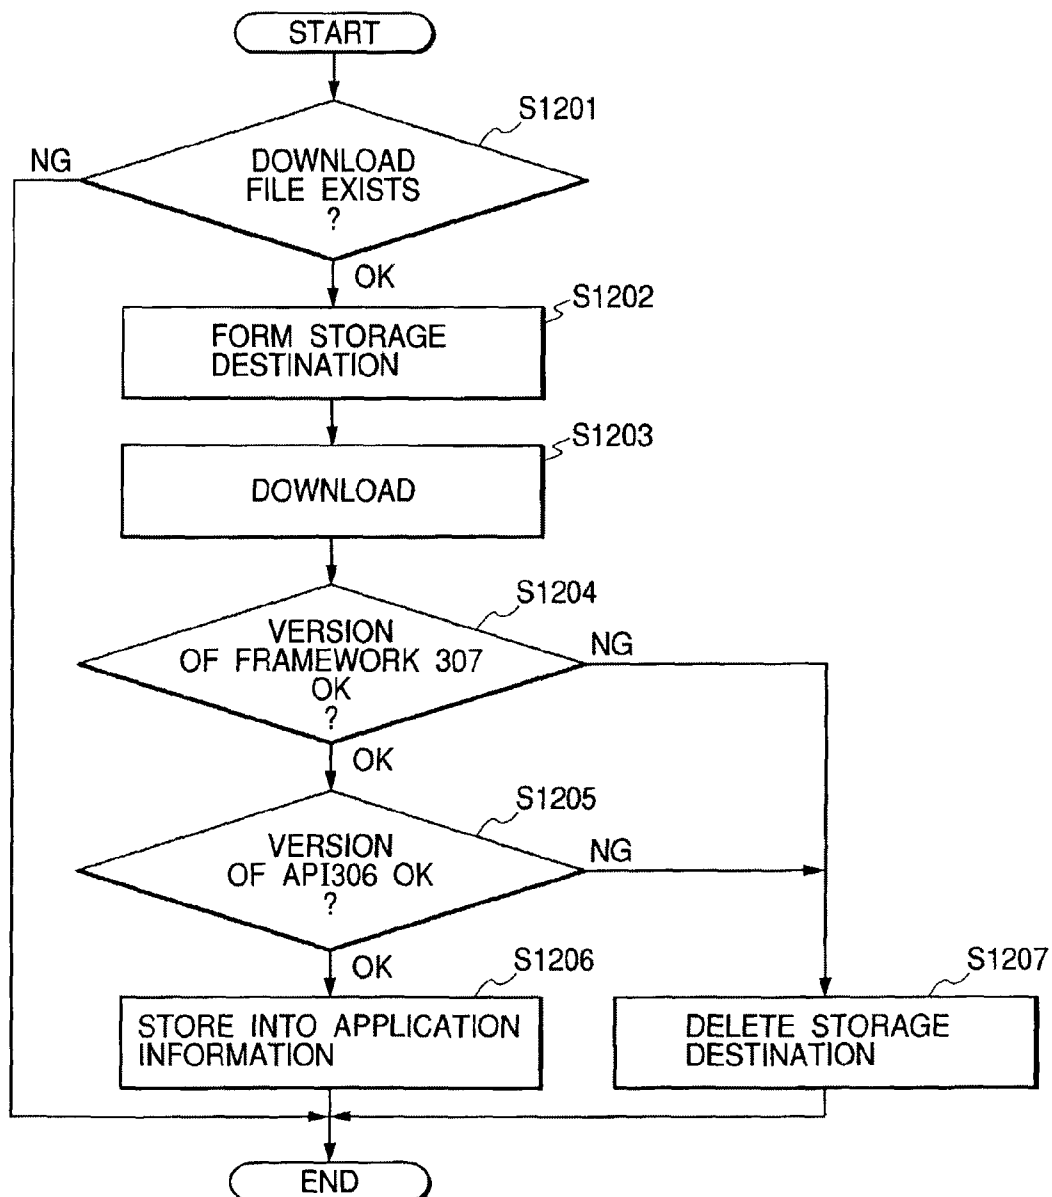 START
S1201
NG
DOWNLOAD
FILE EXISTS
?
OK
S1202
FORM STORAGE
DESTINATION
S1203
DOWNLOAD
S1204
VERSION
OF FRAMEWORK 307
OK
?
NG
OK
S1205
VERSION
OF API306 OK
?
NG
OK
S1206
STORE INTO APPLICATION
INFORMATION
S1207
DELETE STORAGE
DESTINATION
END